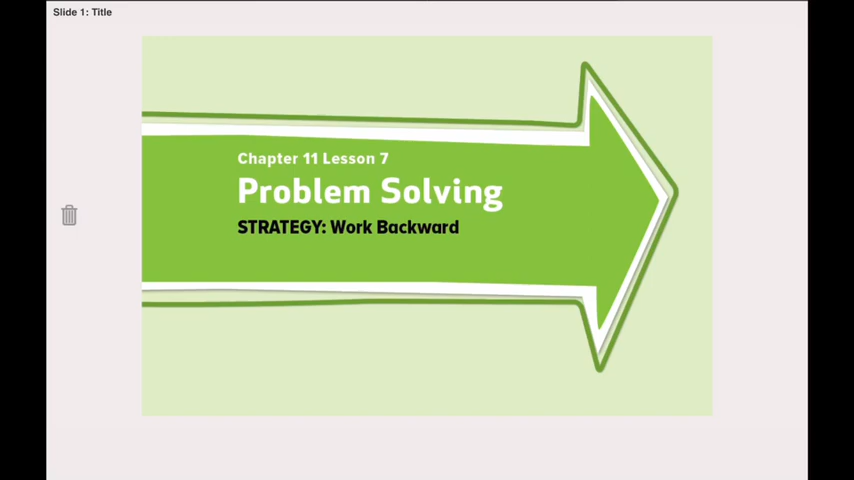 Slide 1: Title
Chapter 11 Lesson 7
Problem Solving
STRATEGY: Work Backward